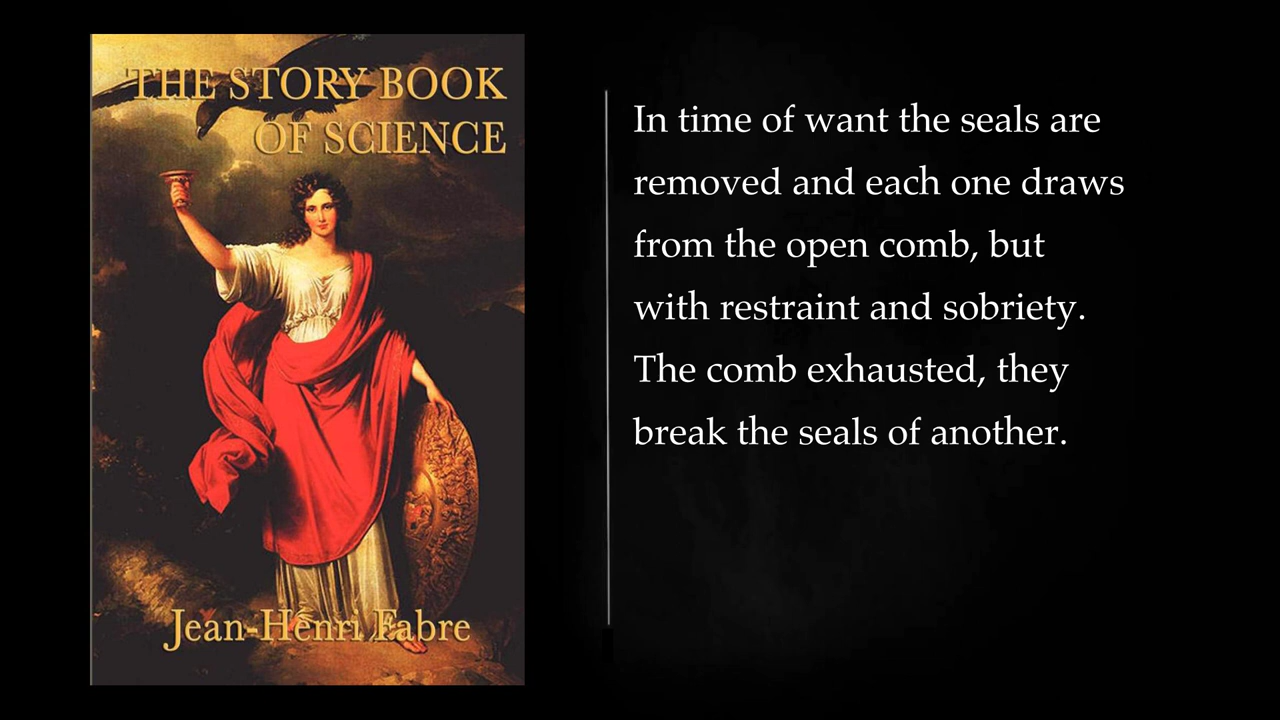 THE STORY BOOK
OF SCIENCE
Jean-Henri Fabre
In time of want the seals are
removed and each one draws
from the open comb, but
with restraint and sobriety.
The comb exhausted, they
break the seals of another.